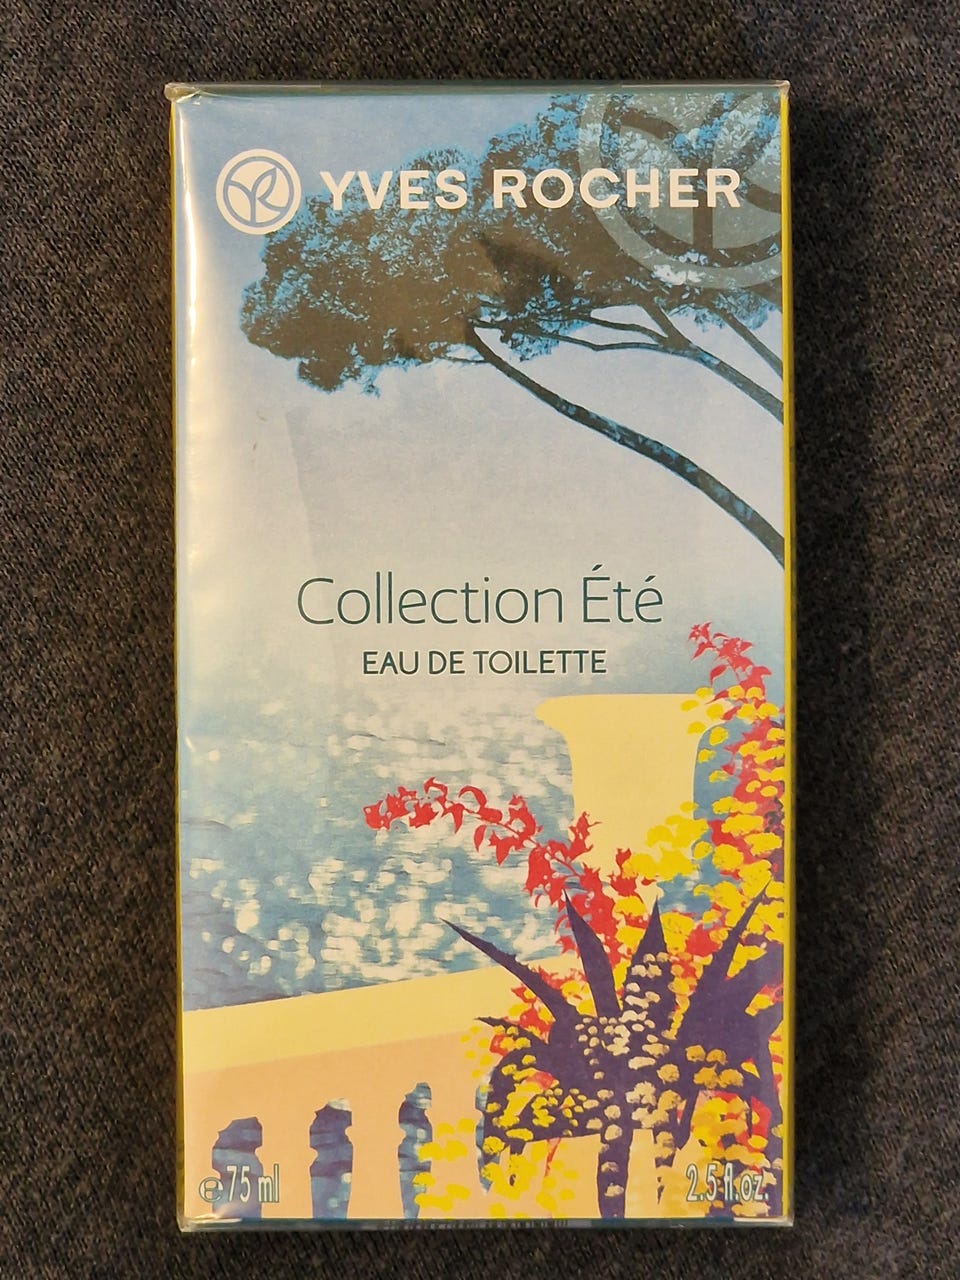 YVES ROCHER
Collection Été
EAU DE TOILETTE
℮75 ml
2.5 fl.oz.